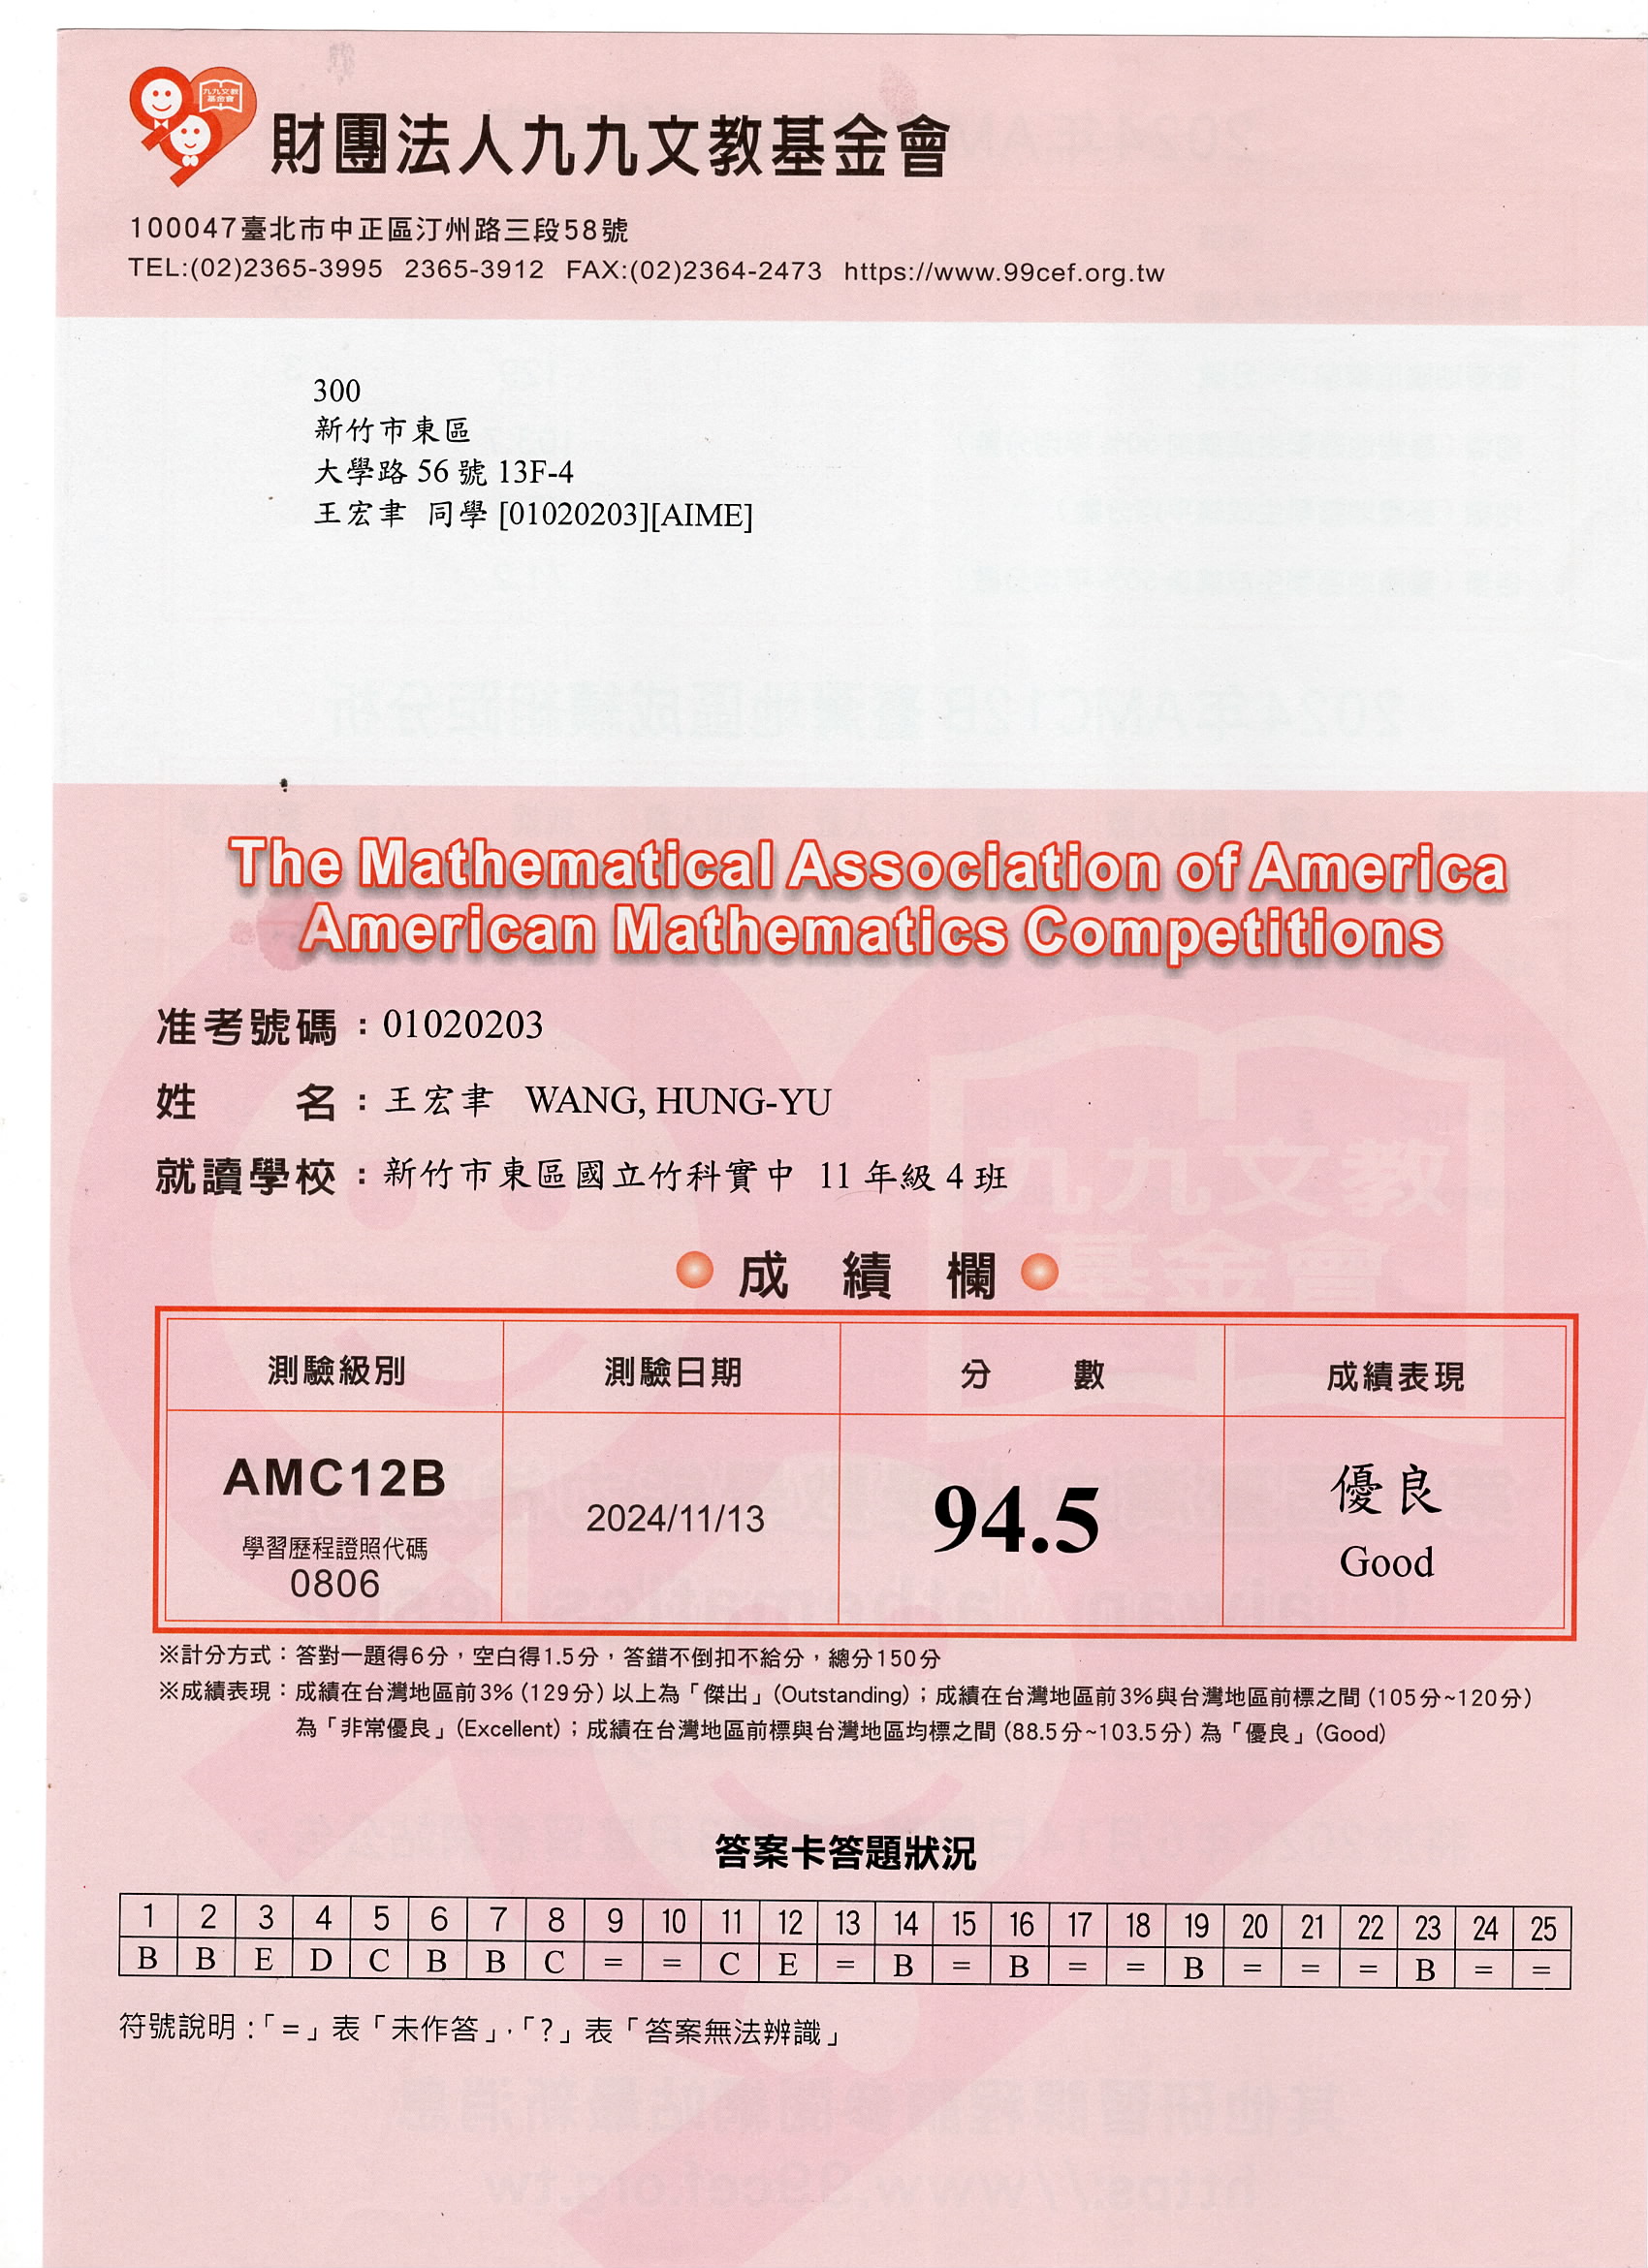 財團法人九九文教基金會
100047臺北市中正區汀州路三段58號
TEL:(02)2365-3995 2365-3912 FAX:(02)2364-2473 https://www.99cef.org.tw
300
新竹市東區
大學路 56 號 13F-4
王宏聿 同學 [01020203][AIME]
The Mathematical Association of America
American Mathematics Competitions
准考號碼：01020203
姓 名：王宏聿 WANG, HUNG-YU
就讀學校：新竹市東區國立竹科實中 11 年級 4 班
成績欄
測驗級別 測驗日期 分 數 成績表現
AMC12B 2024/11/13 94.5 優良
學習歷程證照代碼 Good
0806
※計分方式：答對一題得6分，空白得1.5分，答錯不倒扣不給分，總分150分
※成績表現：成績在台灣地區前3%(129分)以上為「傑出」(Outstanding)；成績在台灣地區前3%與台灣地區前標之間(105分~120分)
為「非常優良」(Excellent)；成績在台灣地區前標與台灣地區均標之間(88.5分~103.5分)為「優良」(Good)
答案卡答題狀況
1 2 3 4 5 6 7 8 9 10 11 12 13 14 15 16 17 18 19 20 21 22 23 24 25
B B E D C B B C = = C E = B = B = = B = = = B = =
符號說明：「=」表「未作答」，「?」表「答案無法辨識」